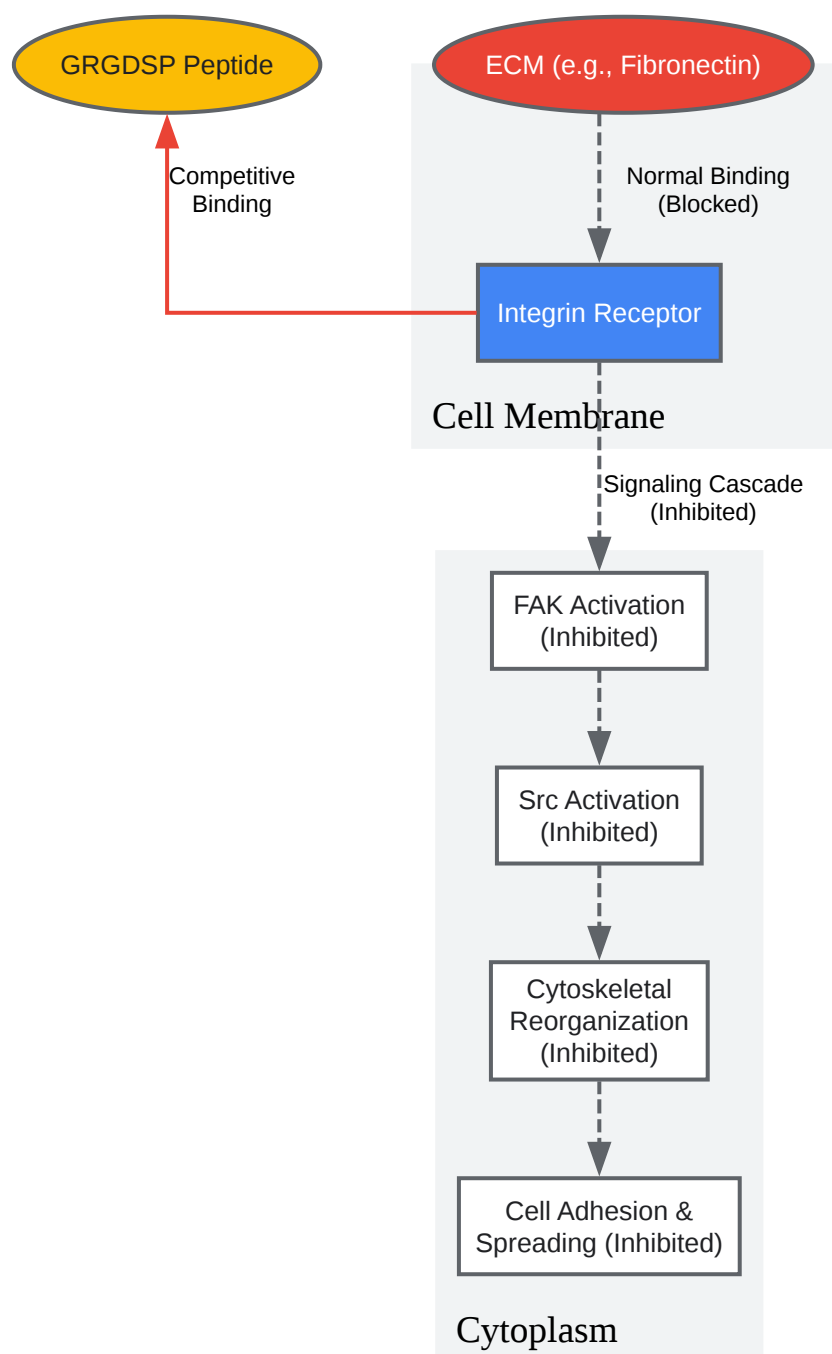 GRGDSP Peptide
ECM (e.g., Fibronectin)
Competitive
Binding
Normal Binding
(Blocked)
Integrin Receptor
Cell Membrane
Signaling Cascade
(Inhibited)
FAK Activation
(Inhibited)
Src Activation
(Inhibited)
Cytoskeletal
Reorganization
(Inhibited)
Cell Adhesion &
Spreading (Inhibited)
Cytoplasm